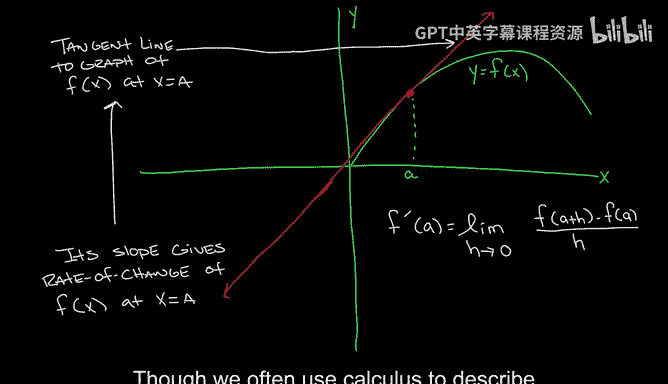 GPT中英字幕课程资源 bilibili
y
TANGENT LINE
TO GRAPH OF
f(x) at x=A
y=f(x)
a
x
f'(a) = lim h→0 f(a+h)-f(a) / h
ITS SLOPE GIVES
RATE-OF-CHANGE OF
f(x) at x=A
Though we often use calculus to describe